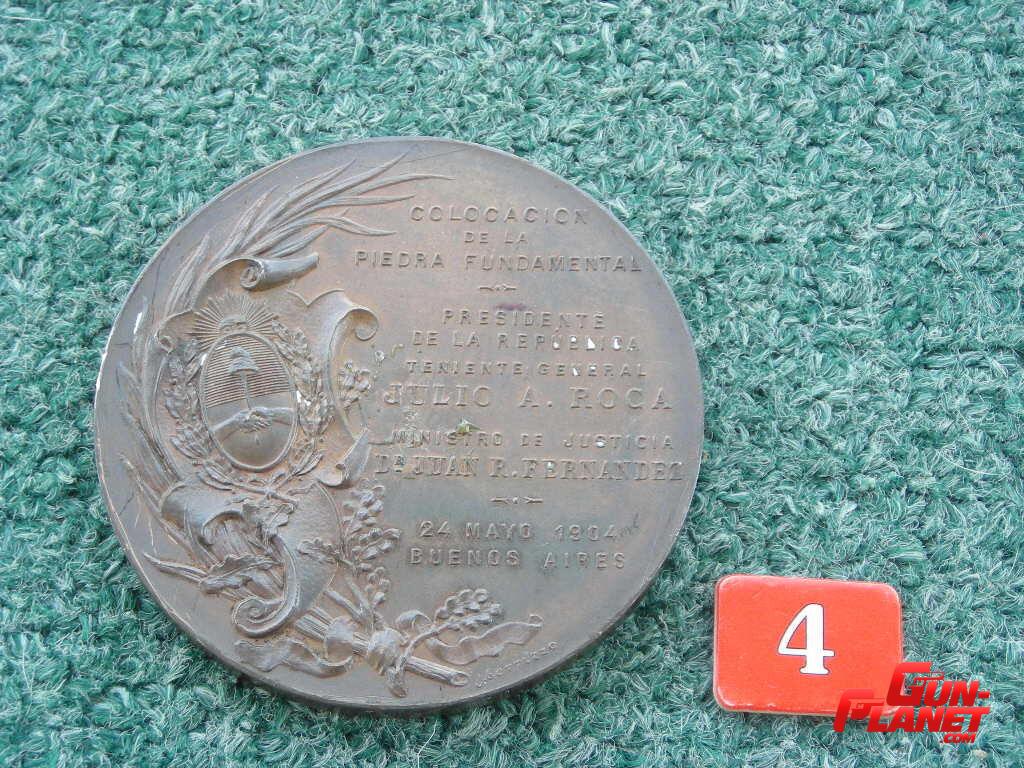 COLOCACION
DE LA
PIEDRA FUNDAMENTAL
PRESIDENTE
DE LA REPUBLICA
TENIENTE GENERAL
JULIO A. ROCA
MINISTRO DE JUSTICIA
DR JUAN R. FERNANDEZ
24 MAYO 1904
BUENOS AIRES
4
GUN-
PLANET
.COM